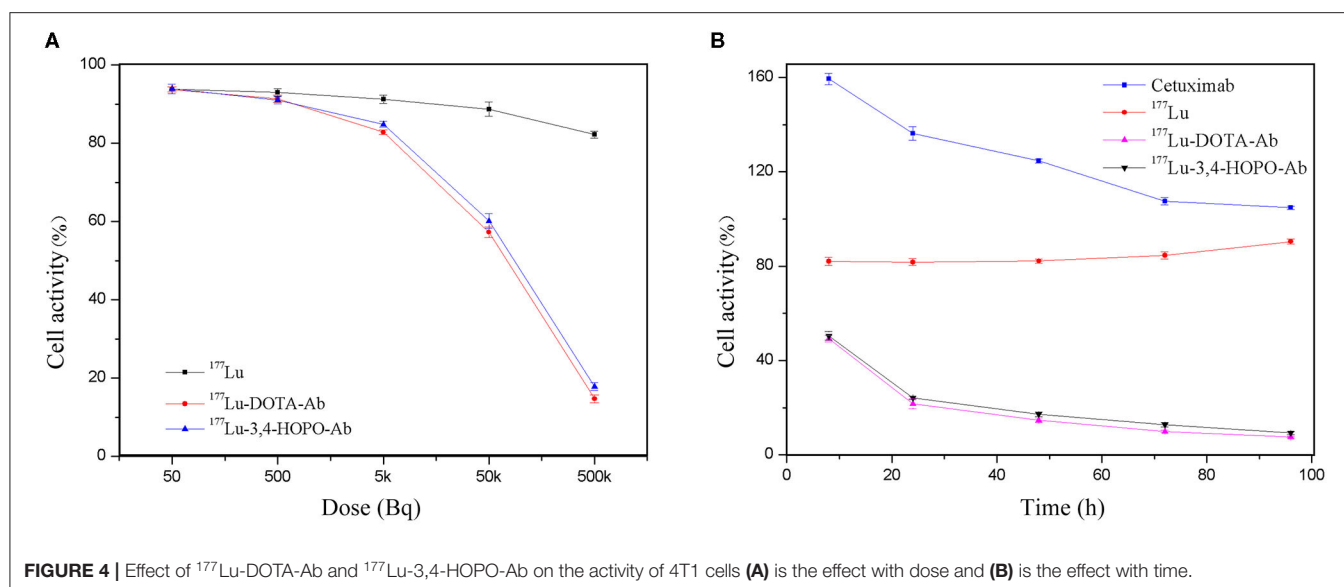 A
100
80
60
40
20
0
Cell activity(%)
¹⁷⁷Lu
¹⁷⁷Lu-DOTA-Ab
¹⁷⁷Lu-3,4-HOPO-Ab
50 500 5k 50k 500k
Dose (Bq)
B
160
120
80
40
0
Cell activity(%)
Cetuximab
¹⁷⁷Lu
¹⁷⁷Lu-DOTA-Ab
¹⁷⁷Lu-3,4-HOPO-Ab
0 20 40 60 80 100
Time (h)
FIGURE 4 | Effect of ¹⁷⁷Lu-DOTA-Ab and ¹⁷⁷Lu-3,4-HOPO-Ab on the activity of 4T1 cells (A) is the effect with dose and (B) is the effect with time.